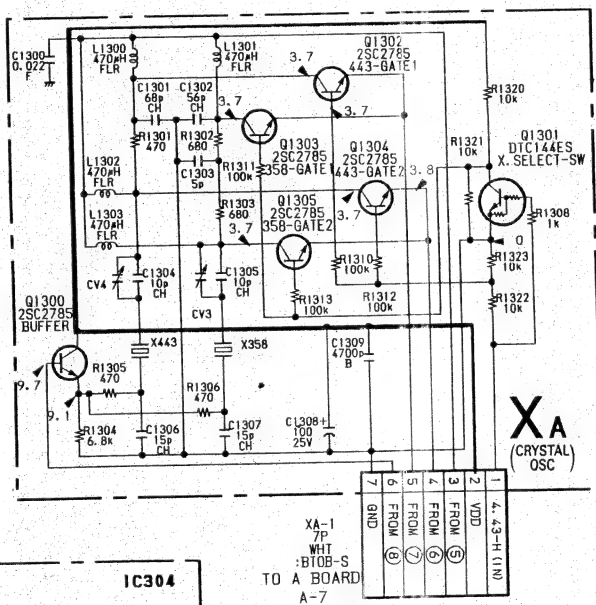 C1300
0.022
F
L1300
470μH
FLR
L1301
470μH
FLR
Q1302
2SC2785
443-GATE1
3.7
C1301
68p
CH
C1302
56p
CH
3.7
3.7
R1320
10k
R1301
470
R1302
680
Q1303
2SC2785
358-GATE1
Q1304
2SC2785
443-GATE2
R1321
10k
Q1301
DTC144ES
X.SELECT-SW
L1302
470μH
FLR
C1303
5p
R1311
100k
3.8
L1303
470μH
FLR
R1303
680
Q1305
2SC2785
358-GATE2
3.7
3.7
R1308
1k
0
CV4
C1304
10p
CH
CV3
C1305
10p
CH
R1310
100k
R1323
10k
R1313
100k
R1312
100k
R1322
10k
Q1300
2SC2785
BUFFER
X443
X358
C1309
4700p
B
9.7
R1305
470
R1306
470
9.1
R1304
6.8k
C1306
15p
CH
C1307
15p
CH
C1308+
100
25V
XA
(CRYSTAL
OSC)
7 GND
6 FROM ⑧
5 FROM ⑦
4 FROM ⑥
3 FROM ⑤
2 VDD
1 4.43-H (IN)
XA-1
7P
WHT
:BTOB-S
TO A BOARD
A-7
IC304